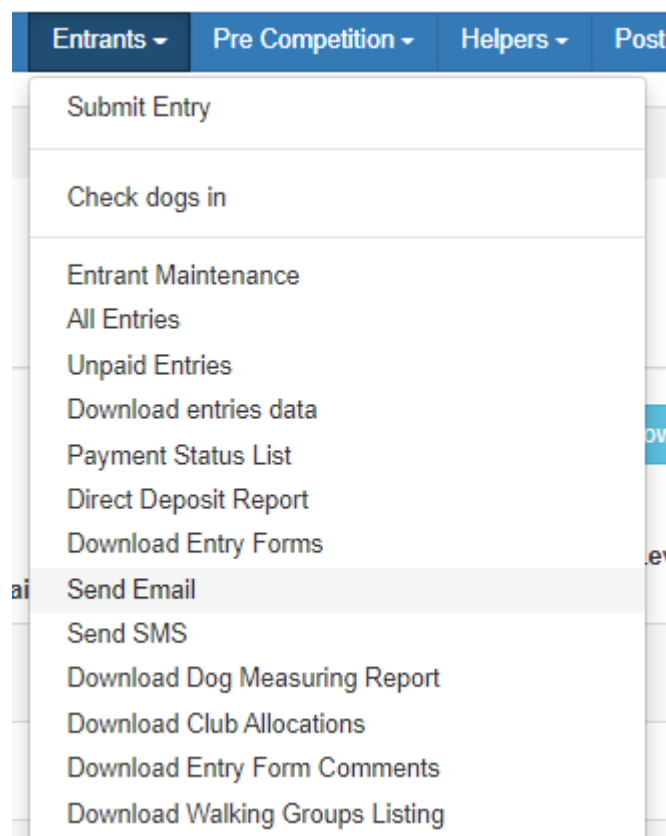 Entrants Pre Competition Helpers Post
Submit Entry
Check dogs in
Entrant Maintenance
All Entries
Unpaid Entries
Download entries data
Payment Status List
Direct Deposit Report
Download Entry Forms
Send Email
Send SMS
Download Dog Measuring Report
Download Club Allocations
Download Entry Form Comments
Download Walking Groups Listing